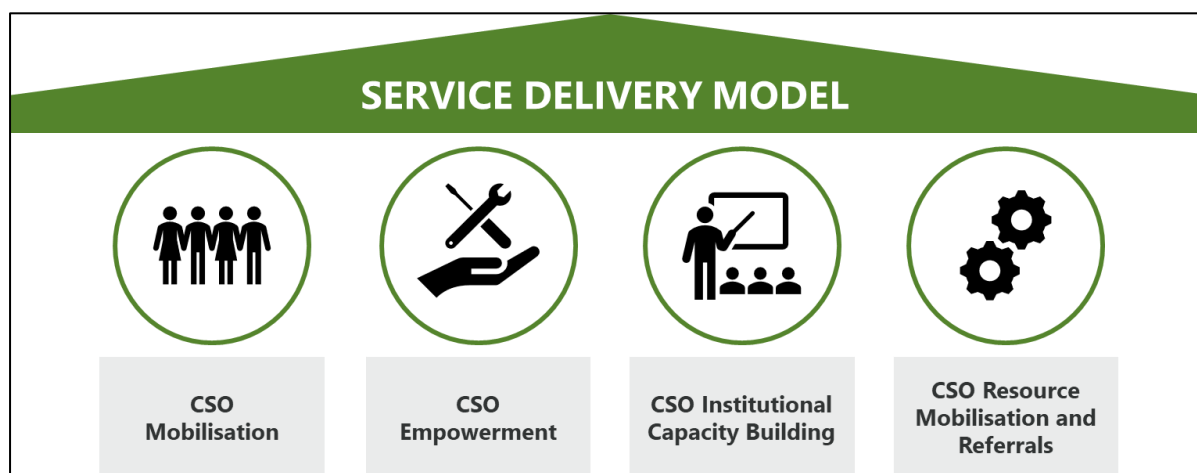 SERVICE DELIVERY MODEL
CSO
Mobilisation
CSO
Empowerment
CSO Institutional
Capacity Building
CSO Resource
Mobilisation and
Referrals